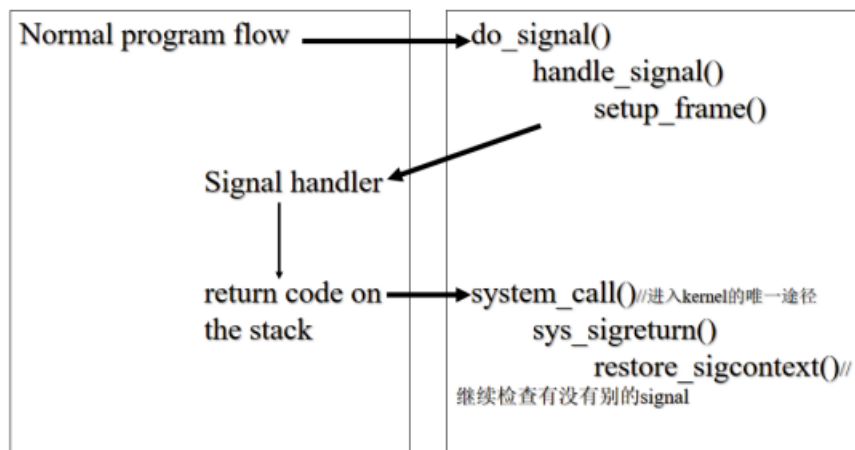 Normal program flow
do_signal()
handle_signal()
setup_frame()
Signal handler
return code on
the stack
system_call()//进入kernel的唯一途径
sys_sigreturn()
restore_sigcontext()//
继续检查有没有别的signal